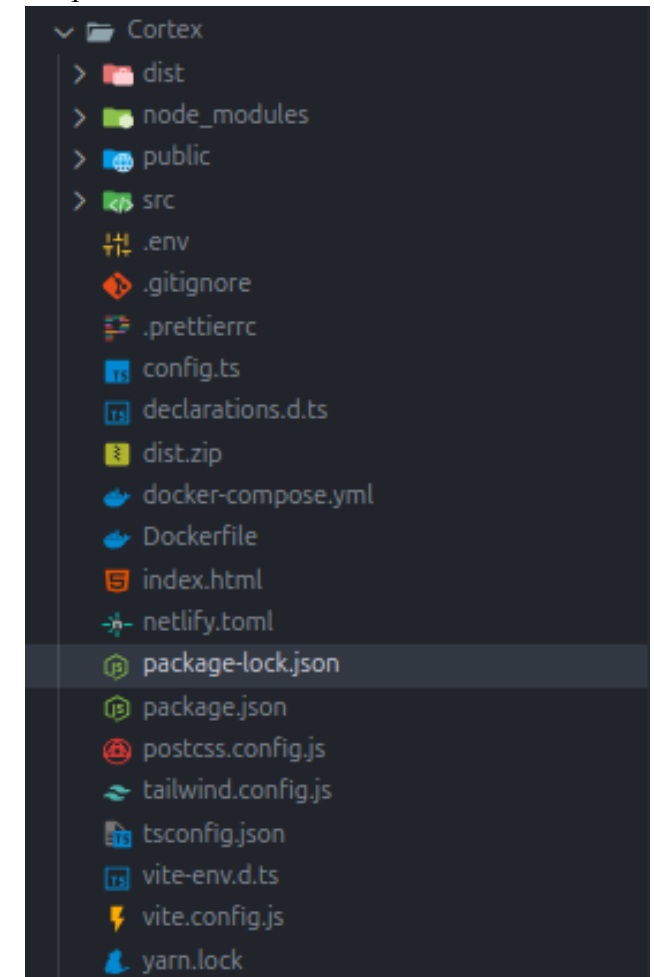 Cortex
dist
node_modules
public
src
.env
.gitignore
.prettierrc
config.ts
declarations.d.ts
dist.zip
docker-compose.yml
Dockerfile
index.html
netlify.toml
package-lock.json
package.json
postcss.config.js
tailwind.config.js
tsconfig.json
vite-env.d.ts
vite.config.js
yarn.lock